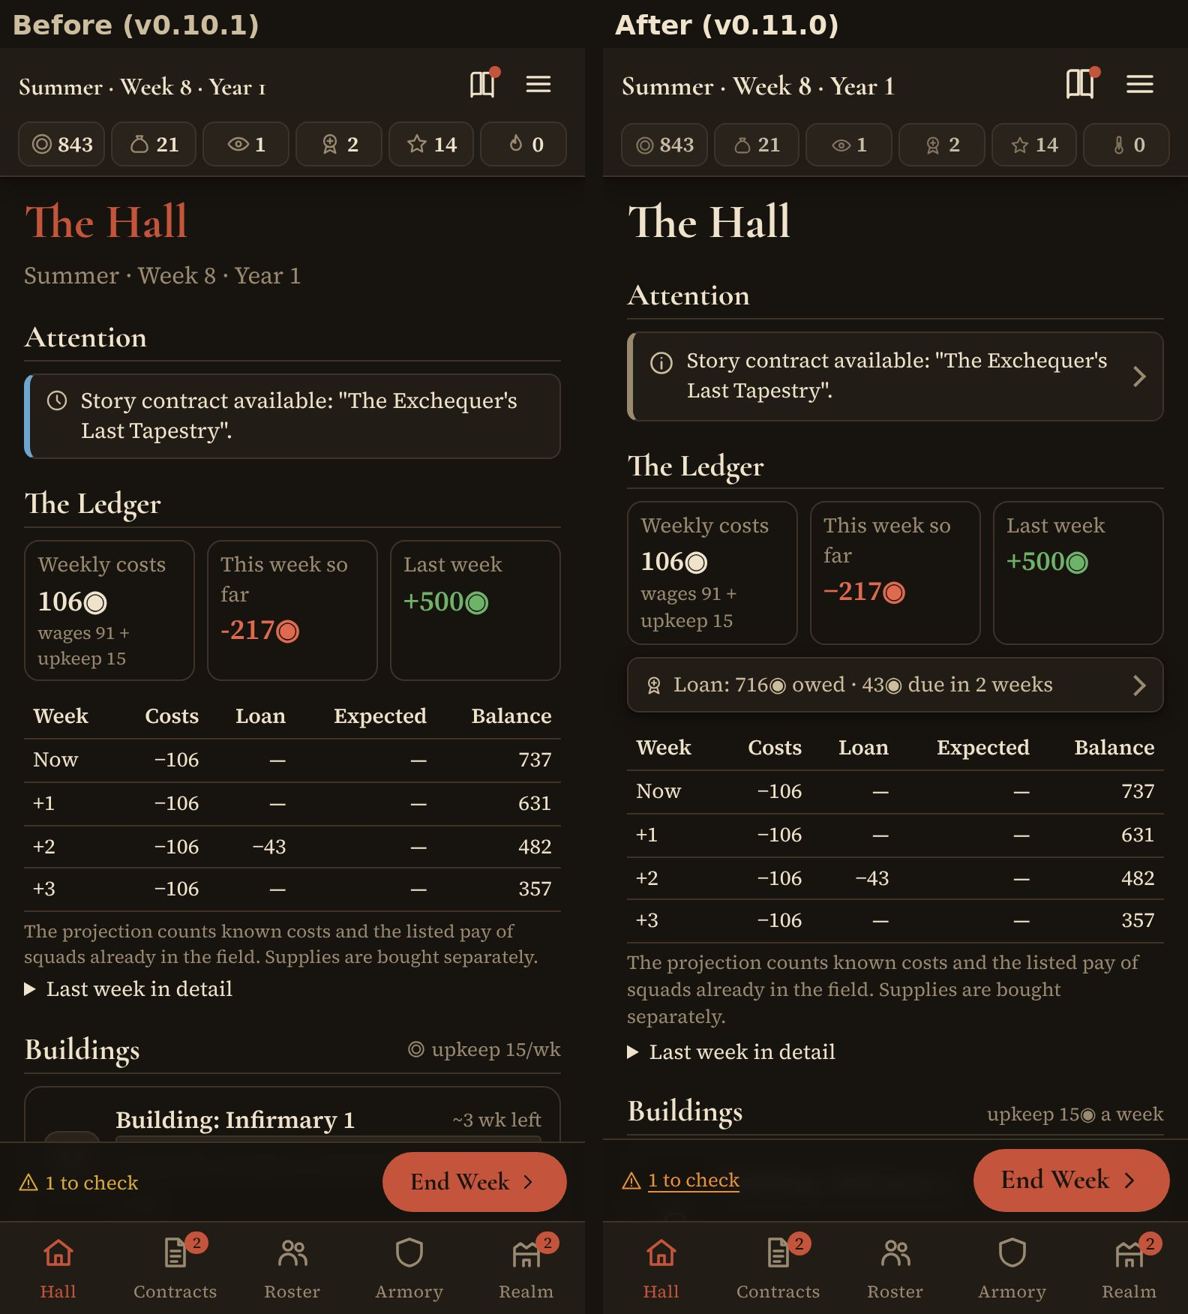 Before (v0.10.1)
Summer · Week 8 · Year 1
843 21 1 2 14 0
The Hall
Summer · Week 8 · Year 1
Attention
Story contract available: "The Exchequer's
Last Tapestry".
The Ledger
Weekly costs
106
wages 91 +
upkeep 15
This week so
far
-217
Last week
+500
Week Costs Loan Expected Balance
Now −106 — — 737
+1 −106 — — 631
+2 −106 −43 — 482
+3 −106 — — 357
The projection counts known costs and the listed pay of
squads already in the field. Supplies are bought separately.
Last week in detail
Buildings upkeep 15/wk
Building: Infirmary 1 ~3 wk left
1 to check End Week
2 2
Hall Contracts Roster Armory Realm
After (v0.11.0)
Summer · Week 8 · Year 1
843 21 1 2 14 0
The Hall
Attention
Story contract available: "The Exchequer's
Last Tapestry".
The Ledger
Weekly costs
106
wages 91 +
upkeep 15
This week so
far
−217
Last week
+500
Loan: 716 owed · 43 due in 2 weeks
Week Costs Loan Expected Balance
Now −106 — — 737
+1 −106 — — 631
+2 −106 −43 — 482
+3 −106 — — 357
The projection counts known costs and the listed pay of
squads already in the field. Supplies are bought
separately.
Last week in detail
Buildings upkeep 15 a week
1 to check End Week
2 2
Hall Contracts Roster Armory Realm